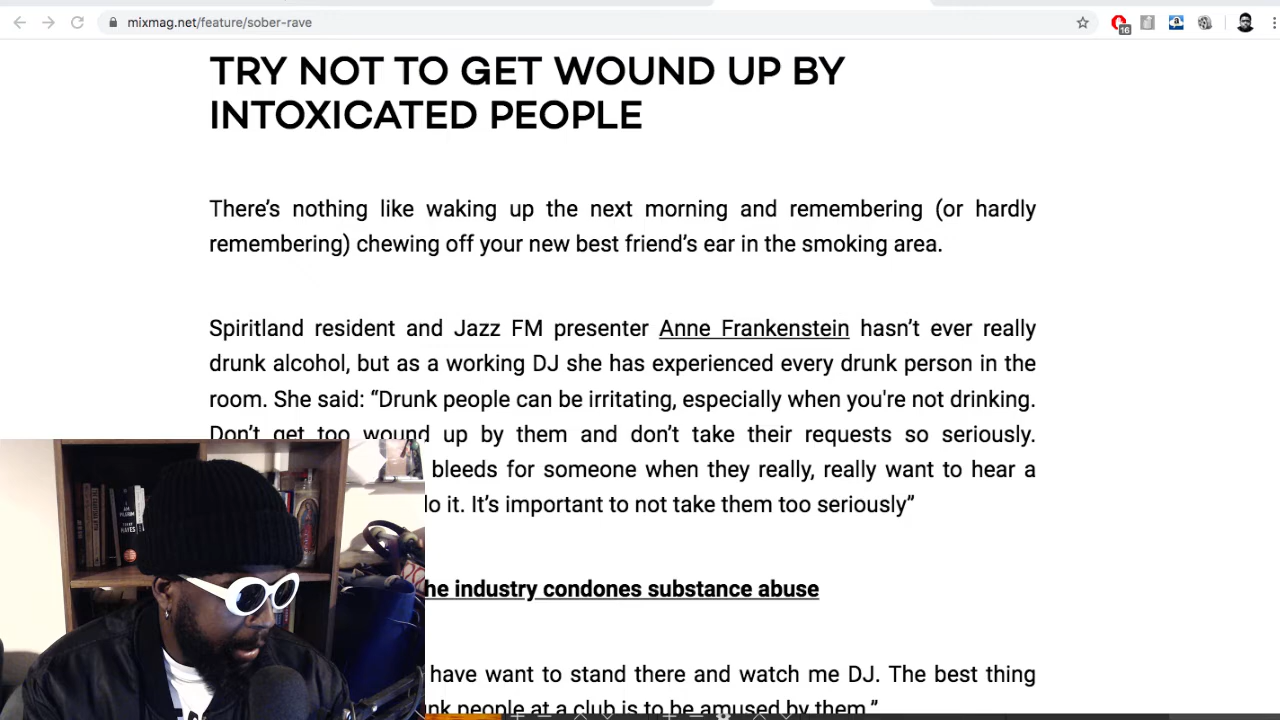 mixmag.net/feature/sober-rave
16
TRY NOT TO GET WOUND UP BY
INTOXICATED PEOPLE
There’s nothing like waking up the next morning and remembering (or hardly
remembering) chewing off your new best friend’s ear in the smoking area.
Spiritland resident and Jazz FM presenter Anne Frankenstein hasn’t ever really
drunk alcohol, but as a working DJ she has experienced every drunk person in the
room. She said: “Drunk people can be irritating, especially when you're not drinking.
Don’t get too wound up by them and don’t take their requests so seriously.
bleeds for someone when they really, really want to hear a
it. It’s important to not take them too seriously”
industry condones substance abuse
have want to stand there and watch me DJ. The best thing
people at a club is to be amused by them.”
I AM
PILGRIM
TERRY
HAYES